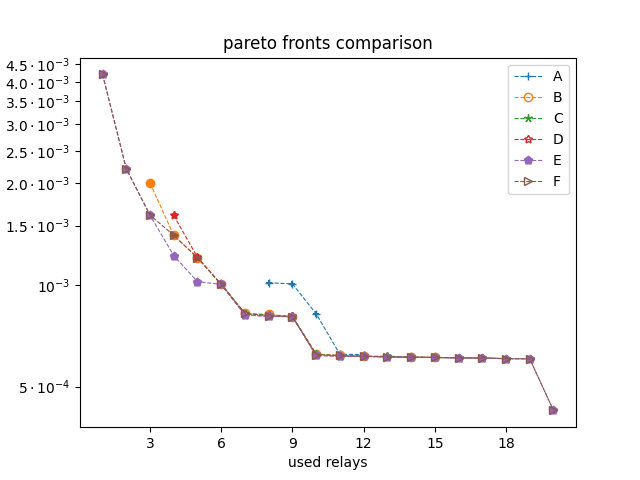 pareto fronts comparison
4.5·10⁻³
4.0·10⁻³
3.5·10⁻³
3.0·10⁻³
2.5·10⁻³
2.0·10⁻³
1.5·10⁻³
10⁻³
5·10⁻⁴
A
B
C
D
E
F
3 6 9 12 15 18
used relays